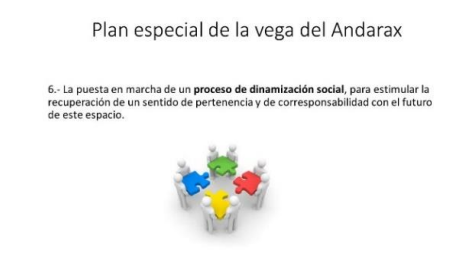 Plan especial de la vega del Andarax
6.- La puesta en marcha de un proceso de dinamización social, para estimular la
recuperación de un sentido de pertenencia y de corresponsabilidad con el futuro
de este espacio.